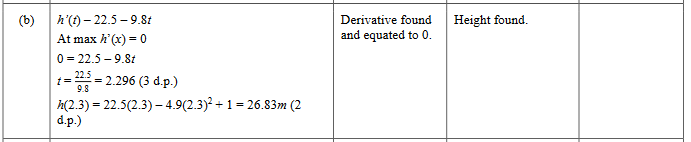 (b)
h'(t) – 22.5 – 9.8t
At max h'(x) = 0
0 = 22.5 – 9.8t
t = 22.5/9.8 = 2.296 (3 d.p.)
h(2.3) = 22.5(2.3) – 4.9(2.3)² + 1 = 26.83m (2
d.p.)
Derivative found
and equated to 0.
Height found.